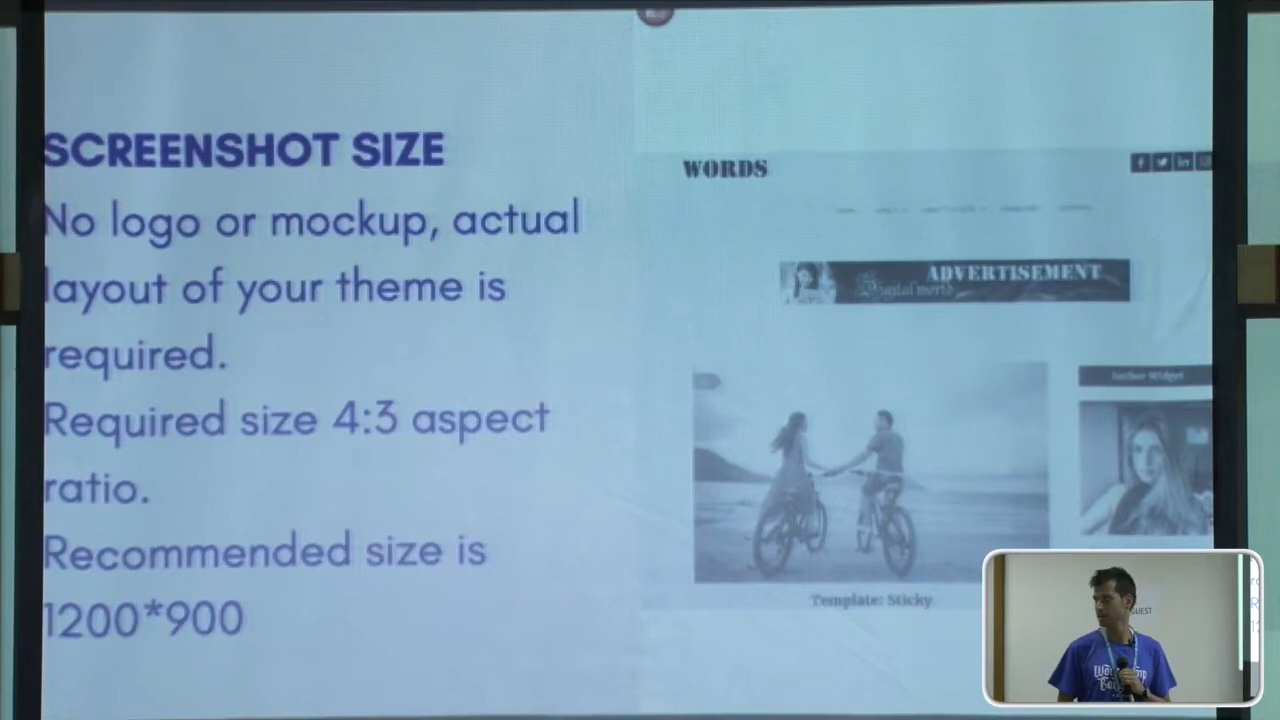 SCREENSHOT SIZE
No logo or mockup, actual
layout of your theme is
required.
Required size 4:3 aspect
ratio.
Recommended size is
1200*900
WORDS
ADVERTISEMENT
Author Widget
Template: Sticky
GUEST